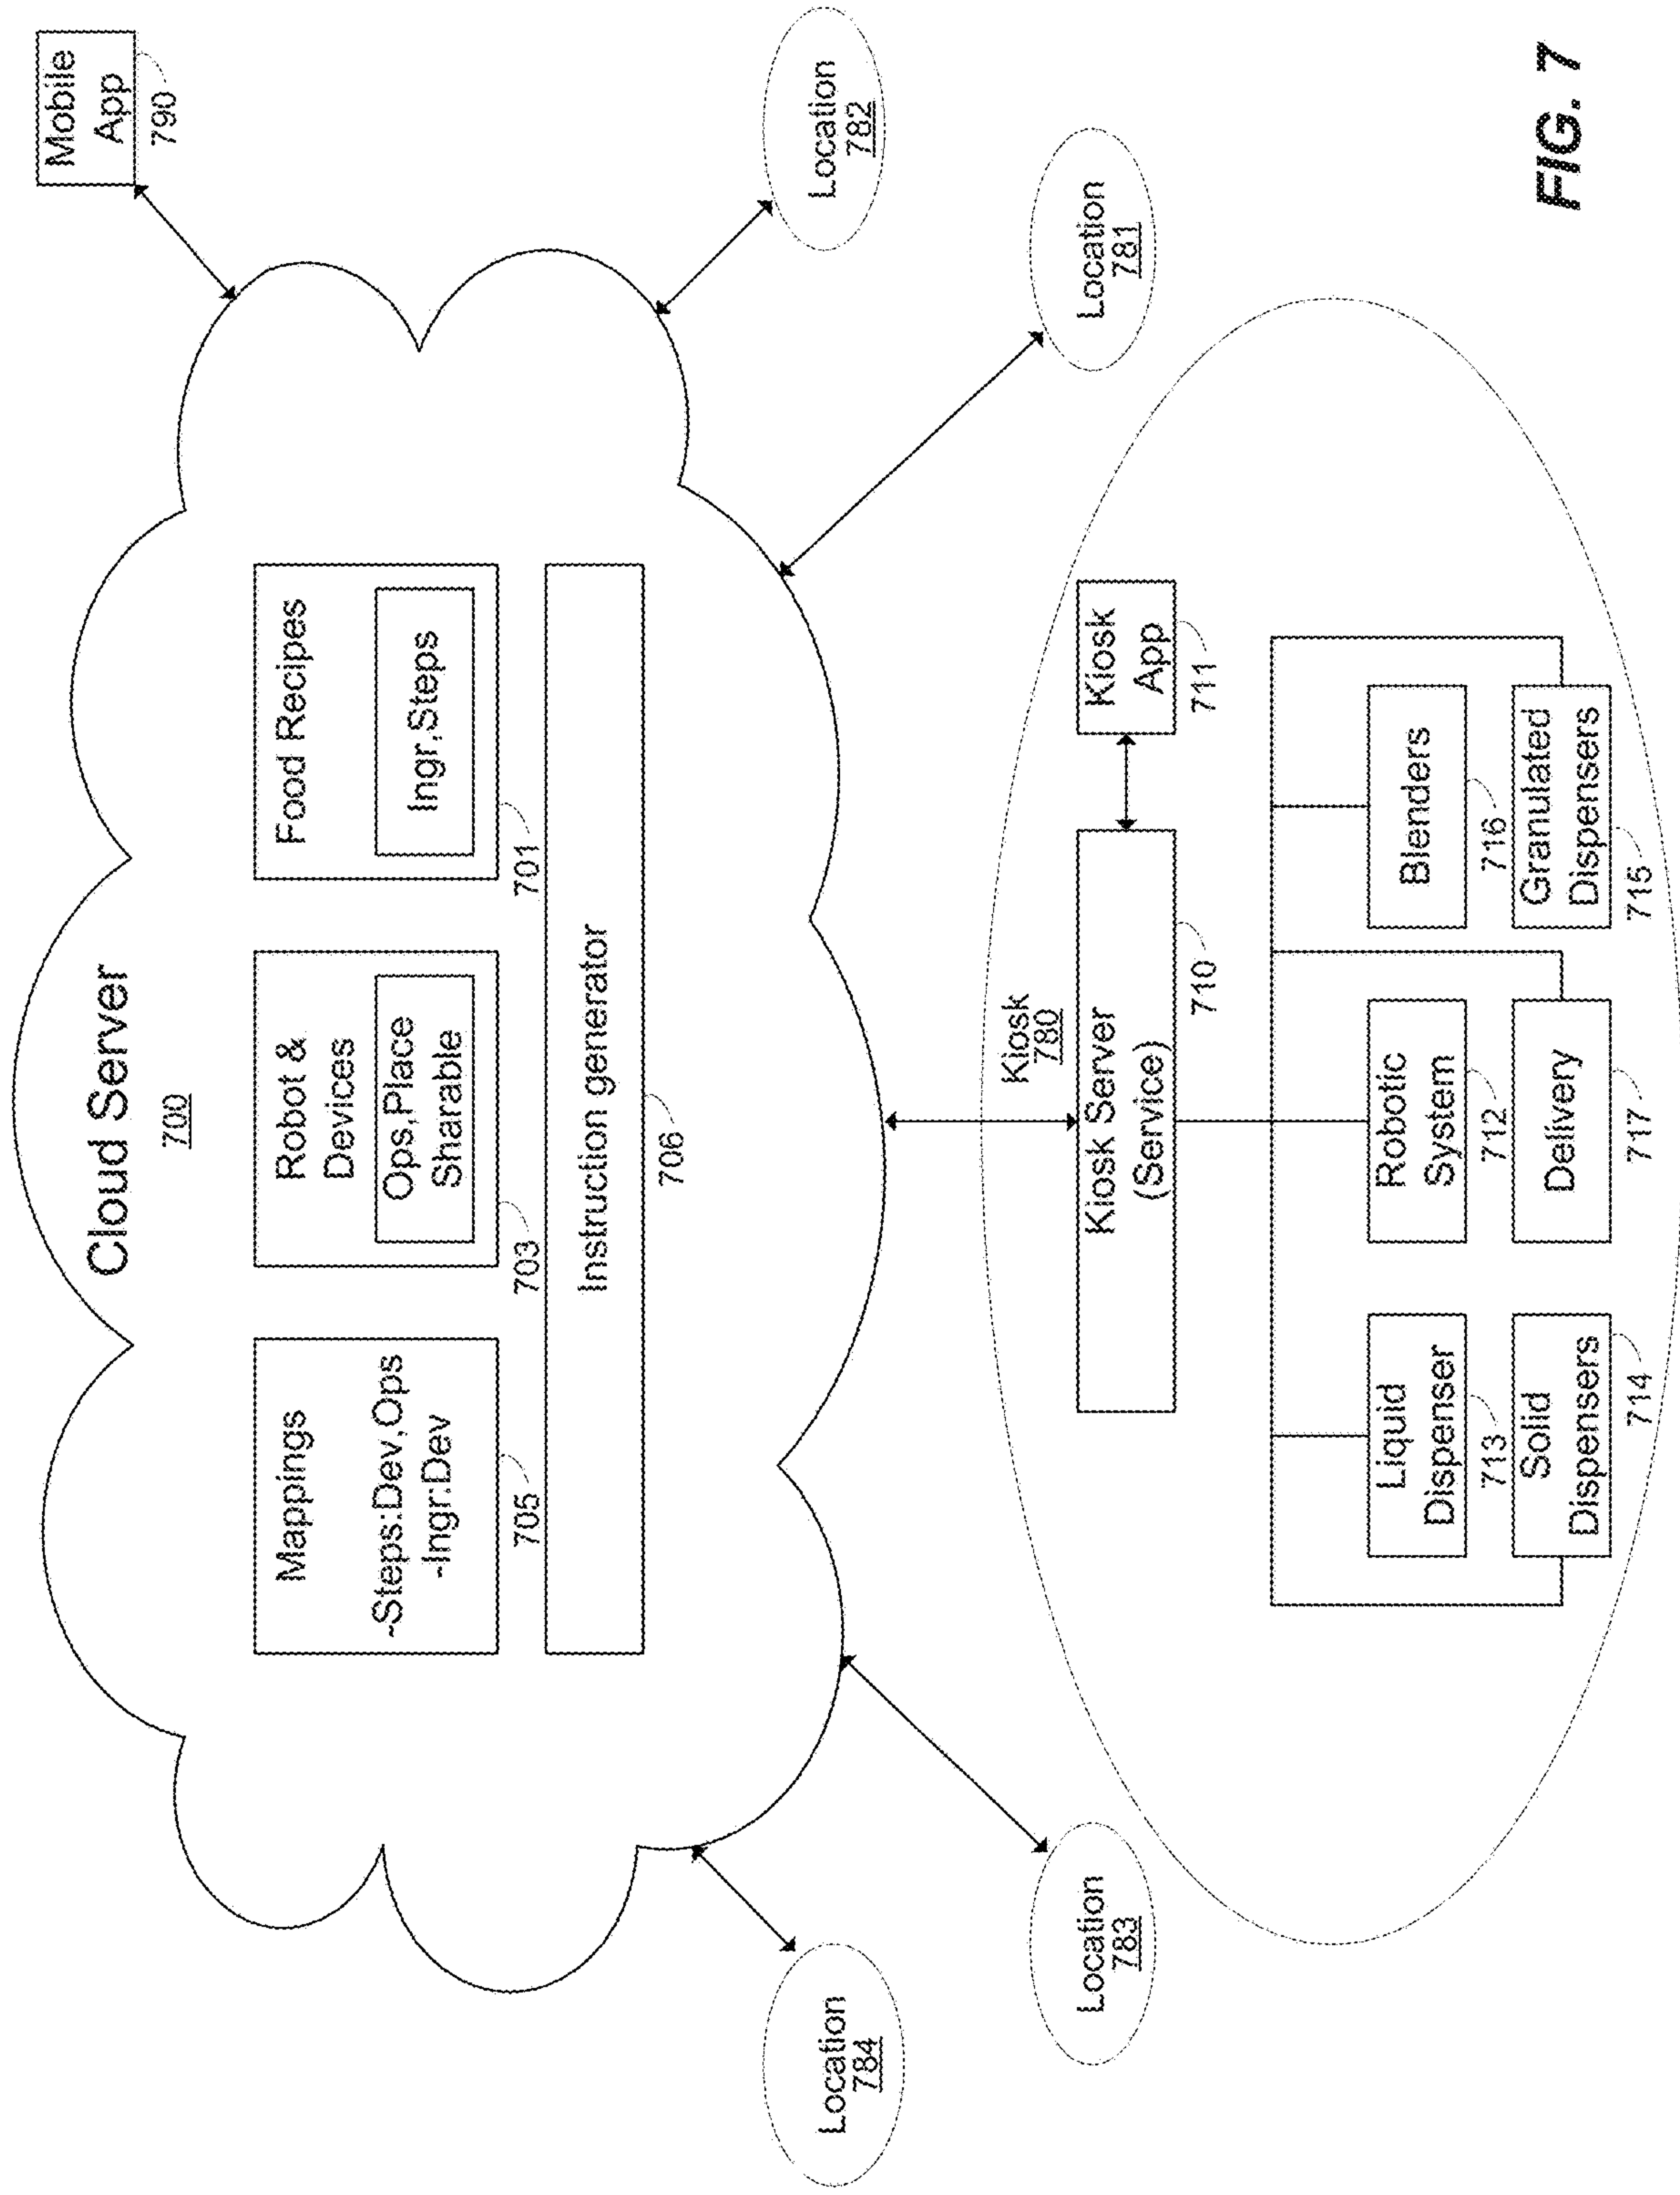 Cloud Server
700
Mobile
App
790
Mappings
-Steps:Dev,Ops
-Ingr:Dev
705
Robot &
Devices
Ops,Place
Sharable
703
Food Recipes
Ingr,Steps
701
Instruction generator
706
Location
784
Location
782
Location
783
Location
781
Kiosk
780
Kiosk Server
(Service)
710
Kiosk
App
711
Liquid
Dispenser
713
Robotic
System
712
Blenders
716
Solid
Dispensers
714
Delivery
717
Granulated
Dispensers
715
FIG. 7